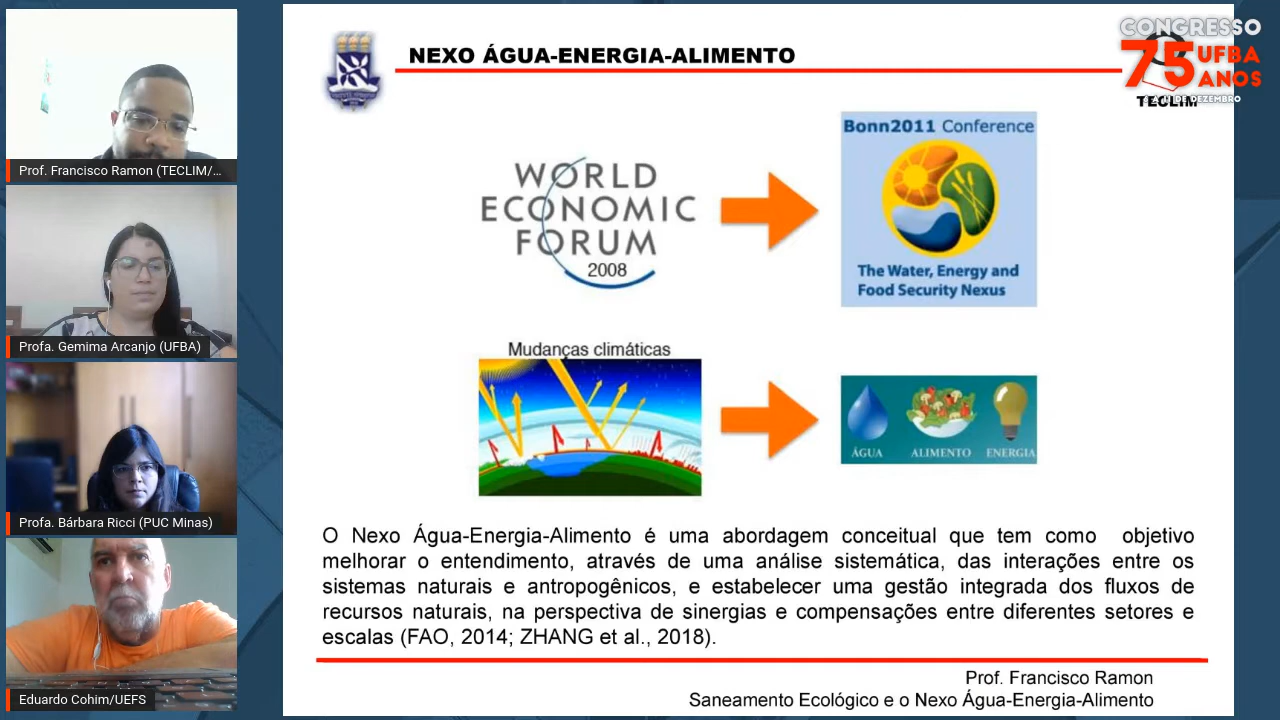 NEXO ÁGUA-ENERGIA-ALIMENTO
CONGRESSO
75 UFBA
ANOS
DE DEZEMBRO
TECLIM
WORLD
ECONOMIC
FORUM
2008
Bonn2011 Conference
The Water, Energy and
Food Security Nexus
Mudanças climáticas
ÁGUA ALIMENTO ENERGIA
O Nexo Água-Energia-Alimento é uma abordagem conceitual que tem como objetivo
melhorar o entendimento, através de uma análise sistemática, das interações entre os
sistemas naturais e antropogênicos, e estabelecer uma gestão integrada dos fluxos de
recursos naturais, na perspectiva de sinergias e compensações entre diferentes setores e
escalas (FAO, 2014; ZHANG et al., 2018).
Prof. Francisco Ramon
Saneamento Ecológico e o Nexo Água-Energia-Alimento
Prof. Francisco Ramon (TECLIM/...
Profa. Gemima Arcanjo (UFBA)
Profa. Bárbara Ricci (PUC Minas)
Eduardo Cohim/UEFS